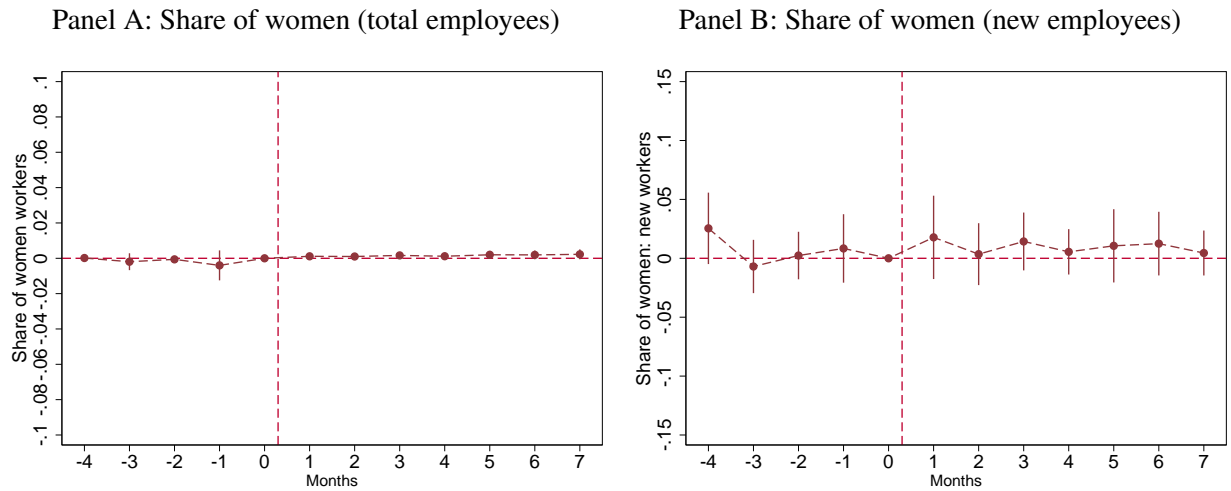 Panel A: Share of women (total employees)
Share of women workers
.1
.08
.06
.04
.02
0
-.02
-.04
-.06
-.08
-.1
-4 -3 -2 -1 0 1 2 3 4 5 6 7
Months
Panel B: Share of women (new employees)
Share of women: new workers
.15
.1
.05
0
-.05
-.1
-.15
-4 -3 -2 -1 0 1 2 3 4 5 6 7
Months